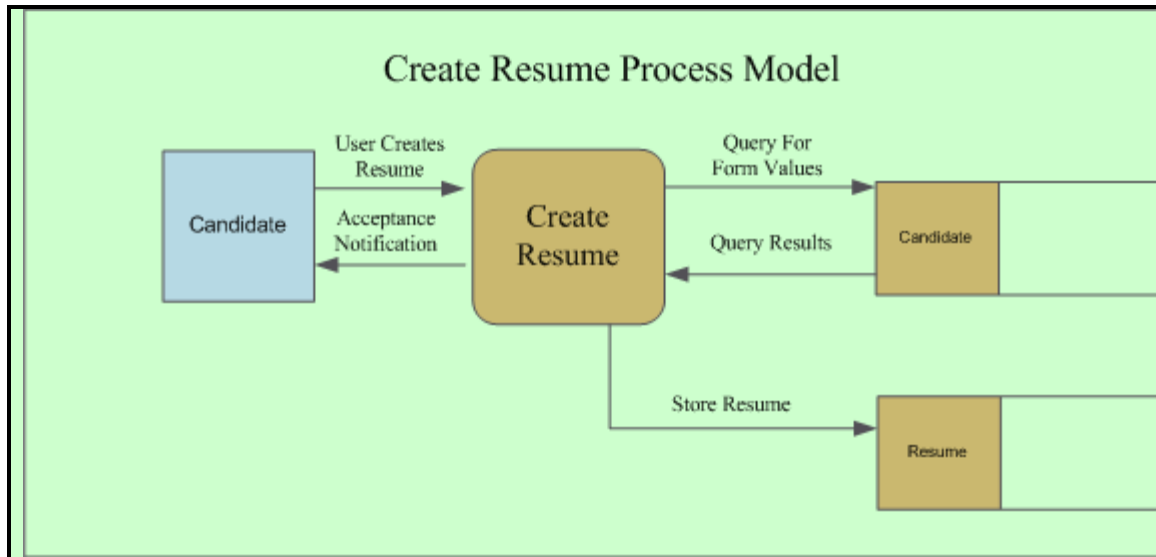 Create Resume Process Model
User Creates
Resume
Query For
Form Values
Candidate
Acceptance
Notification
Create
Resume
Query Results
Candidate
Store Resume
Resume